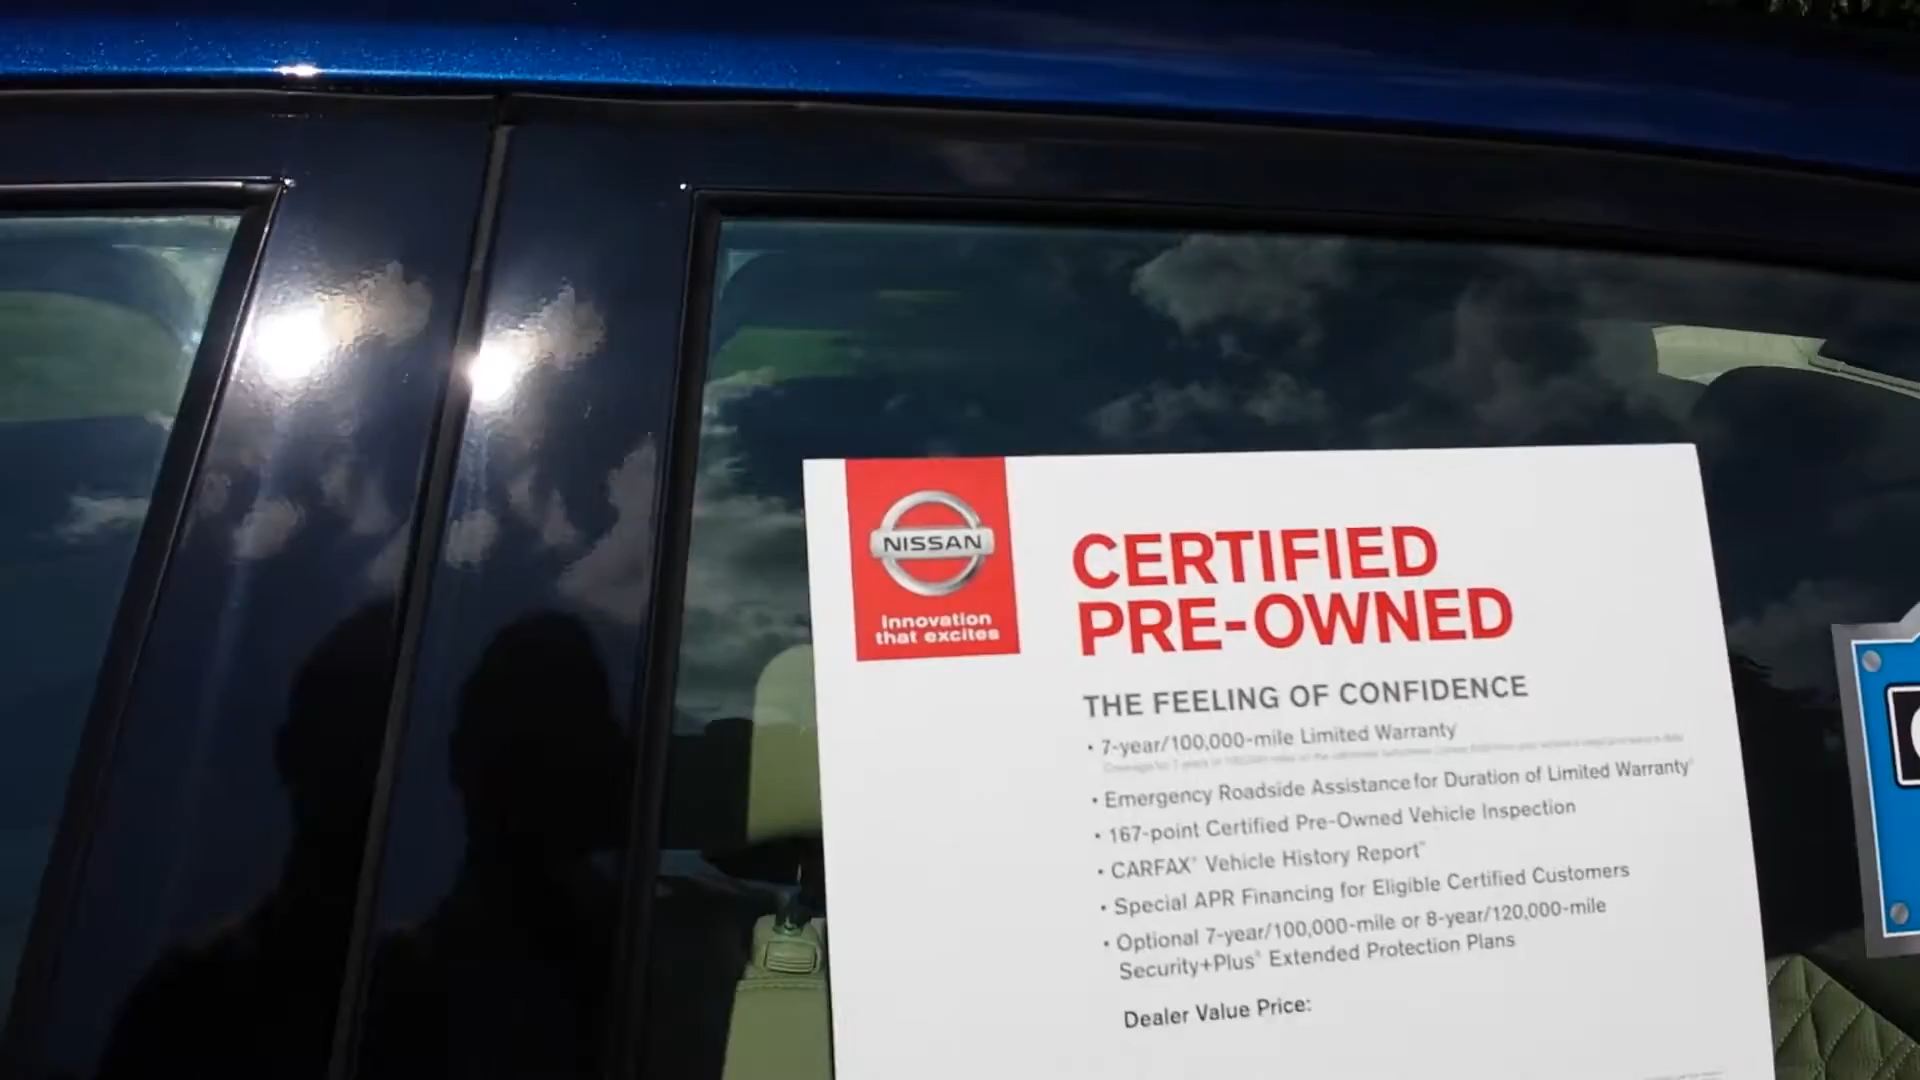 NISSAN
Innovation
that excites
CERTIFIED
PRE-OWNED
THE FEELING OF CONFIDENCE
• 7-year/100,000-mile Limited Warranty
• Emergency Roadside Assistance for Duration of Limited Warranty
• 167-point Certified Pre-Owned Vehicle Inspection
• CARFAX® Vehicle History Report™
• Special APR Financing for Eligible Certified Customers
• Optional 7-year/100,000-mile or 8-year/120,000-mile
Security+Plus® Extended Protection Plans
Dealer Value Price: